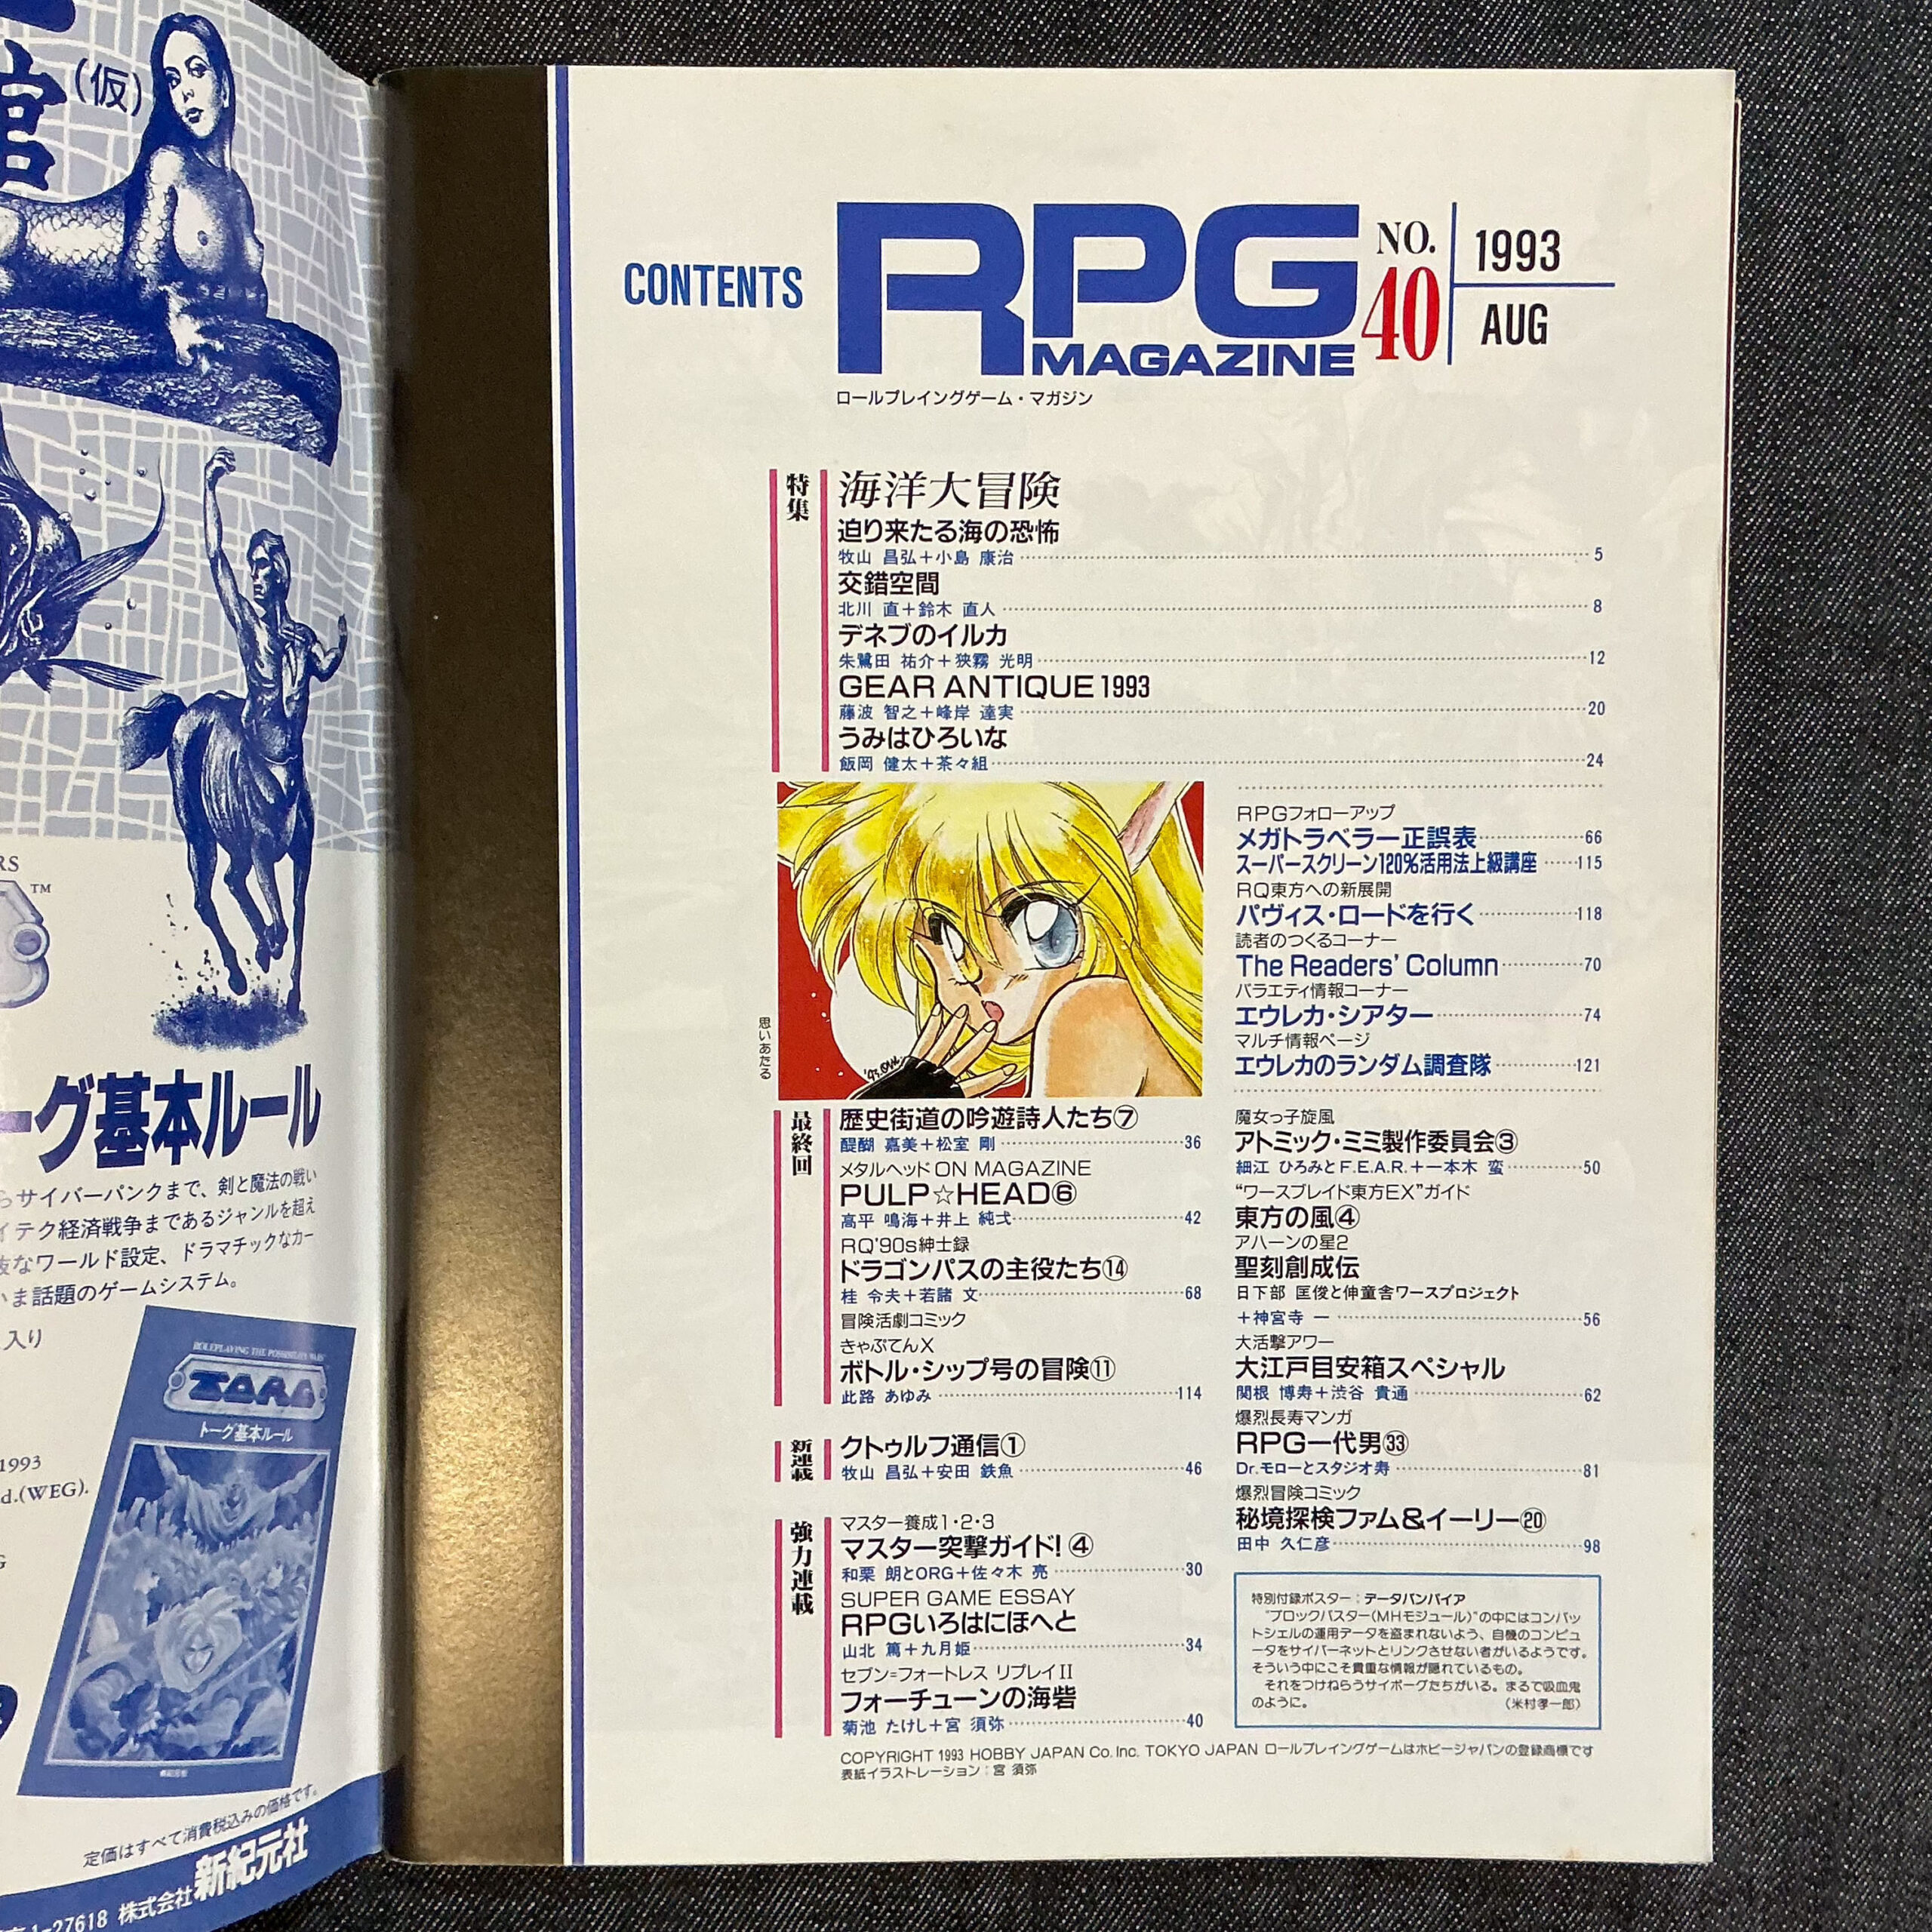 館
(仮)
RS
TM
ーグ基本ルール
らサイバーパンクまで、剣と魔法の戦い
イテク経済戦争まであるジャンルを超え
なワールド設定、ドラマチックなカー
いま話題のゲームシステム。
入り
ROLEPLAYING THE POSSIBILITY WARS
TORG
トーグ基本ルール
1993
d.(WEG).
G
定価はすべて消費税込みの価格です。
1-27618 株式会社新紀元社
CONTENTS
RPG
MAGAZINE
NO.
40
1993
AUG
ロールプレイングゲーム・マガジン
特集
海洋大冒険
迫り来たる海の恐怖
牧山 昌弘+小島 康治 5
交錯空間
北川 直+鈴木 直人 8
デネブのイルカ
朱鷺田 祐介+狭霧 光明 12
GEAR ANTIQUE 1993
藤波 智之+峰岸 達実 20
うみはひろいな
飯岡 健太+茶々組 24
思いあたる
最終回
歴史街道の吟遊詩人たち⑦
醍醐 嘉美+松室 剛 36
メタルヘッド ON MAGAZINE
PULP☆HEAD⑥
高平 鳴海+井上 純弌 42
RQ'90s紳士録
ドラゴンパスの主役たち⑭
桂 令夫+若諸 文 68
冒険活劇コミック
きゃぷてんX
ボトル・シップ号の冒険⑪
此路 あゆみ 114
新連載
クトゥルフ通信①
牧山 昌弘+安田 鉄魚 46
強力連載
マスター養成1・2・3
マスター突撃ガイド!④
和栗 朗とORG+佐々木 亮 30
SUPER GAME ESSAY
RPGいろはにほへと
山北 篤+九月姫 34
セブン=フォートレス リプレイII
フォーチューンの海砦
菊池 たけし+宮 須弥 40
RPGフォローアップ
メガトラベラー正誤表 66
スーパースクリーン120%活用法上級講座 115
RQ東方への新展開
パヴィス・ロードを行く 118
読者のつくるコーナー
The Readers' Column 70
バラエティ情報コーナー
エウレカ・シアター 74
マルチ情報ページ
エウレカのランダム調査隊 121
魔女っ子旋風
アトミック・ミミ製作委員会③
細江 ひろみとF.E.A.R.+一本木 蛮 50
“ワースブレイド東方EX”ガイド
東方の風④
アハーンの星2
聖刻創成伝
日下部 匡俊と伸童舎ワースプロジェクト
+神宮寺 一 56
大活撃アワー
大江戸目安箱スペシャル
関根 博寿+渋谷 貴通 62
爆烈長寿マンガ
RPG一代男㉝
Dr.モローとスタジオ寿 81
爆烈冒険コミック
秘境探検ファム&イーリー⑳
田中 久仁彦 98
特別付録ポスター:データバンパイア
“ブロックバスター(MHモジュール)”の中にはコンバッ
トシェルの運用データを盗まれないよう、自機のコンピュ
ータをサイバーネットとリンクさせない者がいるようです。
そういう中にこそ貴重な情報が隠れているもの。
それをつけねらうサイボーグたちがいる。まるで吸血鬼
のように。 (米村孝一郎)
COPYRIGHT 1993 HOBBY JAPAN Co. Inc. TOKYO JAPAN ロールプレイングゲームはホビージャパンの登録商標です
表紙イラストレーション:宮 須弥